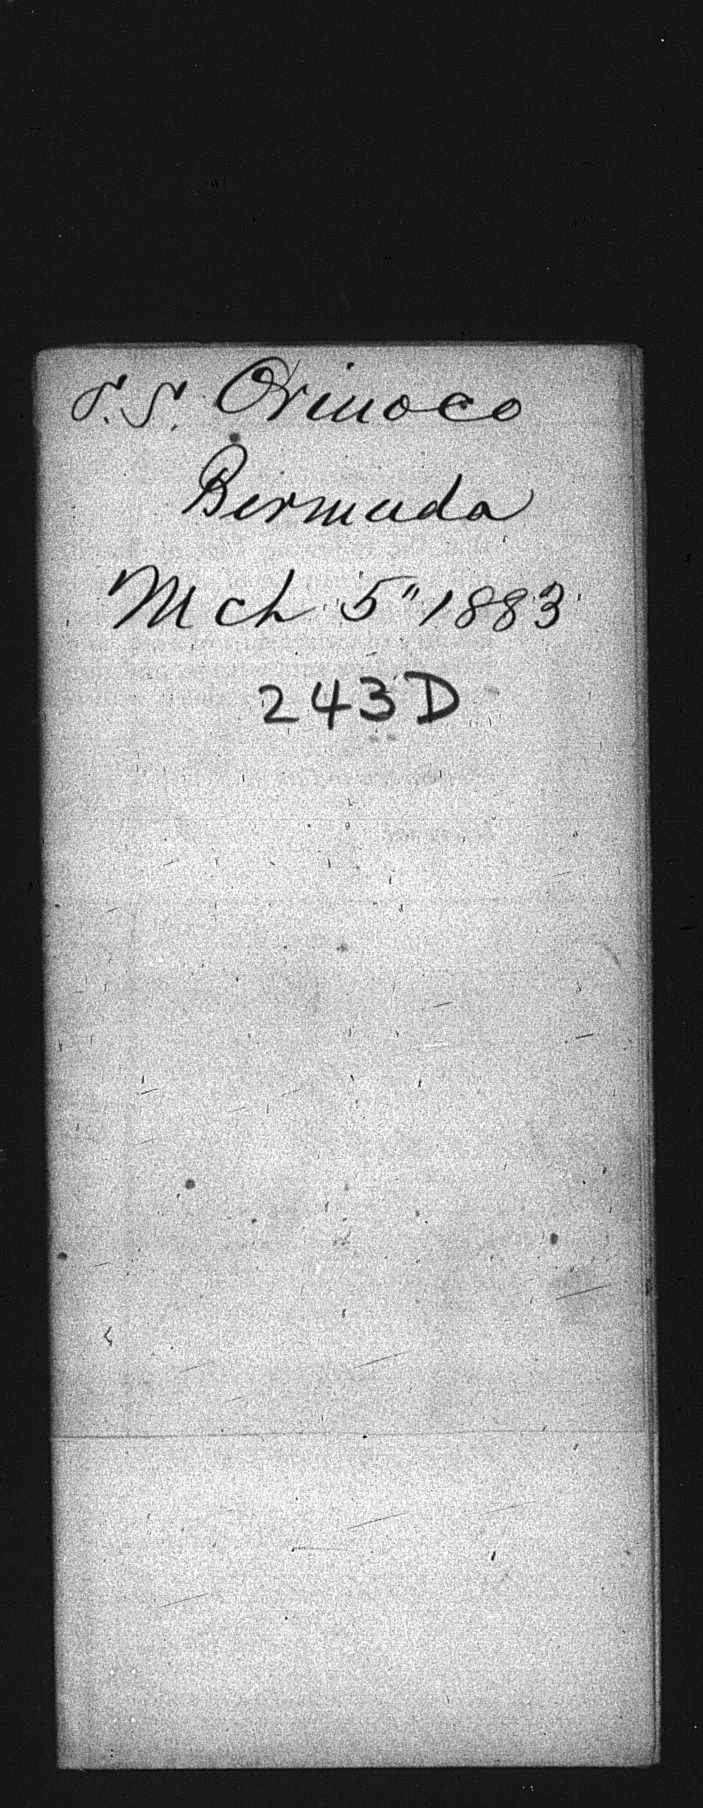 S.S. Orinoco
Bermuda
Mch 5" 1883
243D